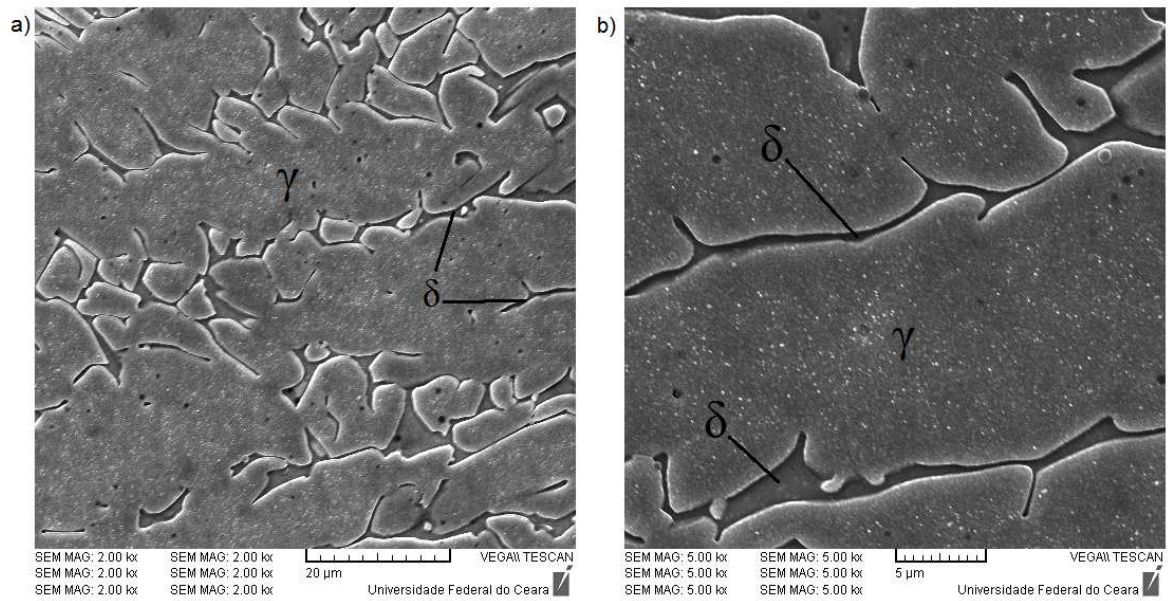 a)
γ
δ
SEM MAG: 2.00 kx SEM MAG: 2.00 kx
SEM MAG: 2.00 kx SEM MAG: 2.00 kx
SEM MAG: 2.00 kx SEM MAG: 2.00 kx
20 µm
VEGA\\ TESCAN
Universidade Federal do Ceara
b)
δ
γ
δ
SEM MAG: 5.00 kx SEM MAG: 5.00 kx
SEM MAG: 5.00 kx SEM MAG: 5.00 kx
SEM MAG: 5.00 kx SEM MAG: 5.00 kx
5 µm
VEGA\\ TESCAN
Universidade Federal do Ceara